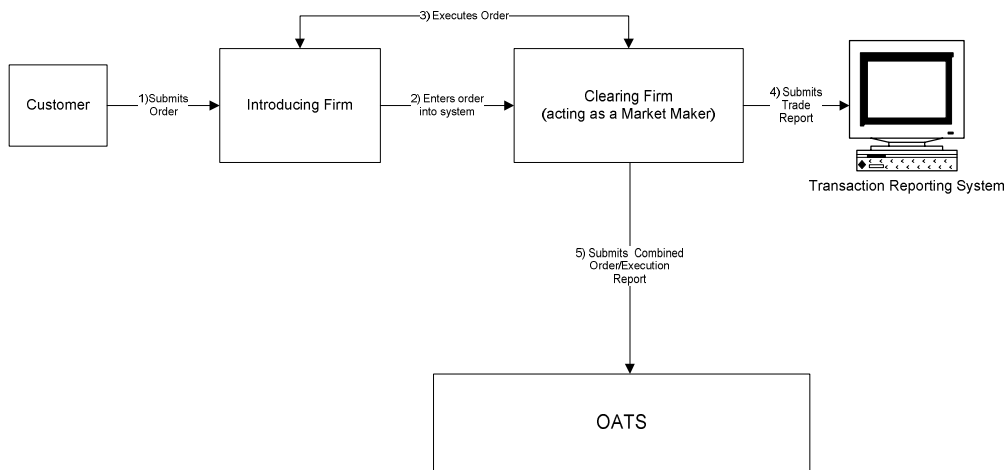 3) Executes Order
Customer
1)Submits
Order
Introducing Firm
2) Enters order
into system
Clearing Firm
(acting as a Market Maker)
4) Submits
Trade
Report
Transaction Reporting System
5) Submits Combined
Order/Execution
Report
OATS